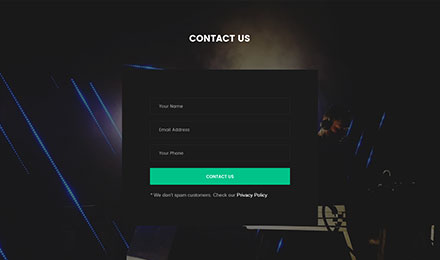 CONTACT US
Your Name
Email Address
Your Phone
CONTACT US
* We don't spam customers. Check our Privacy Policy